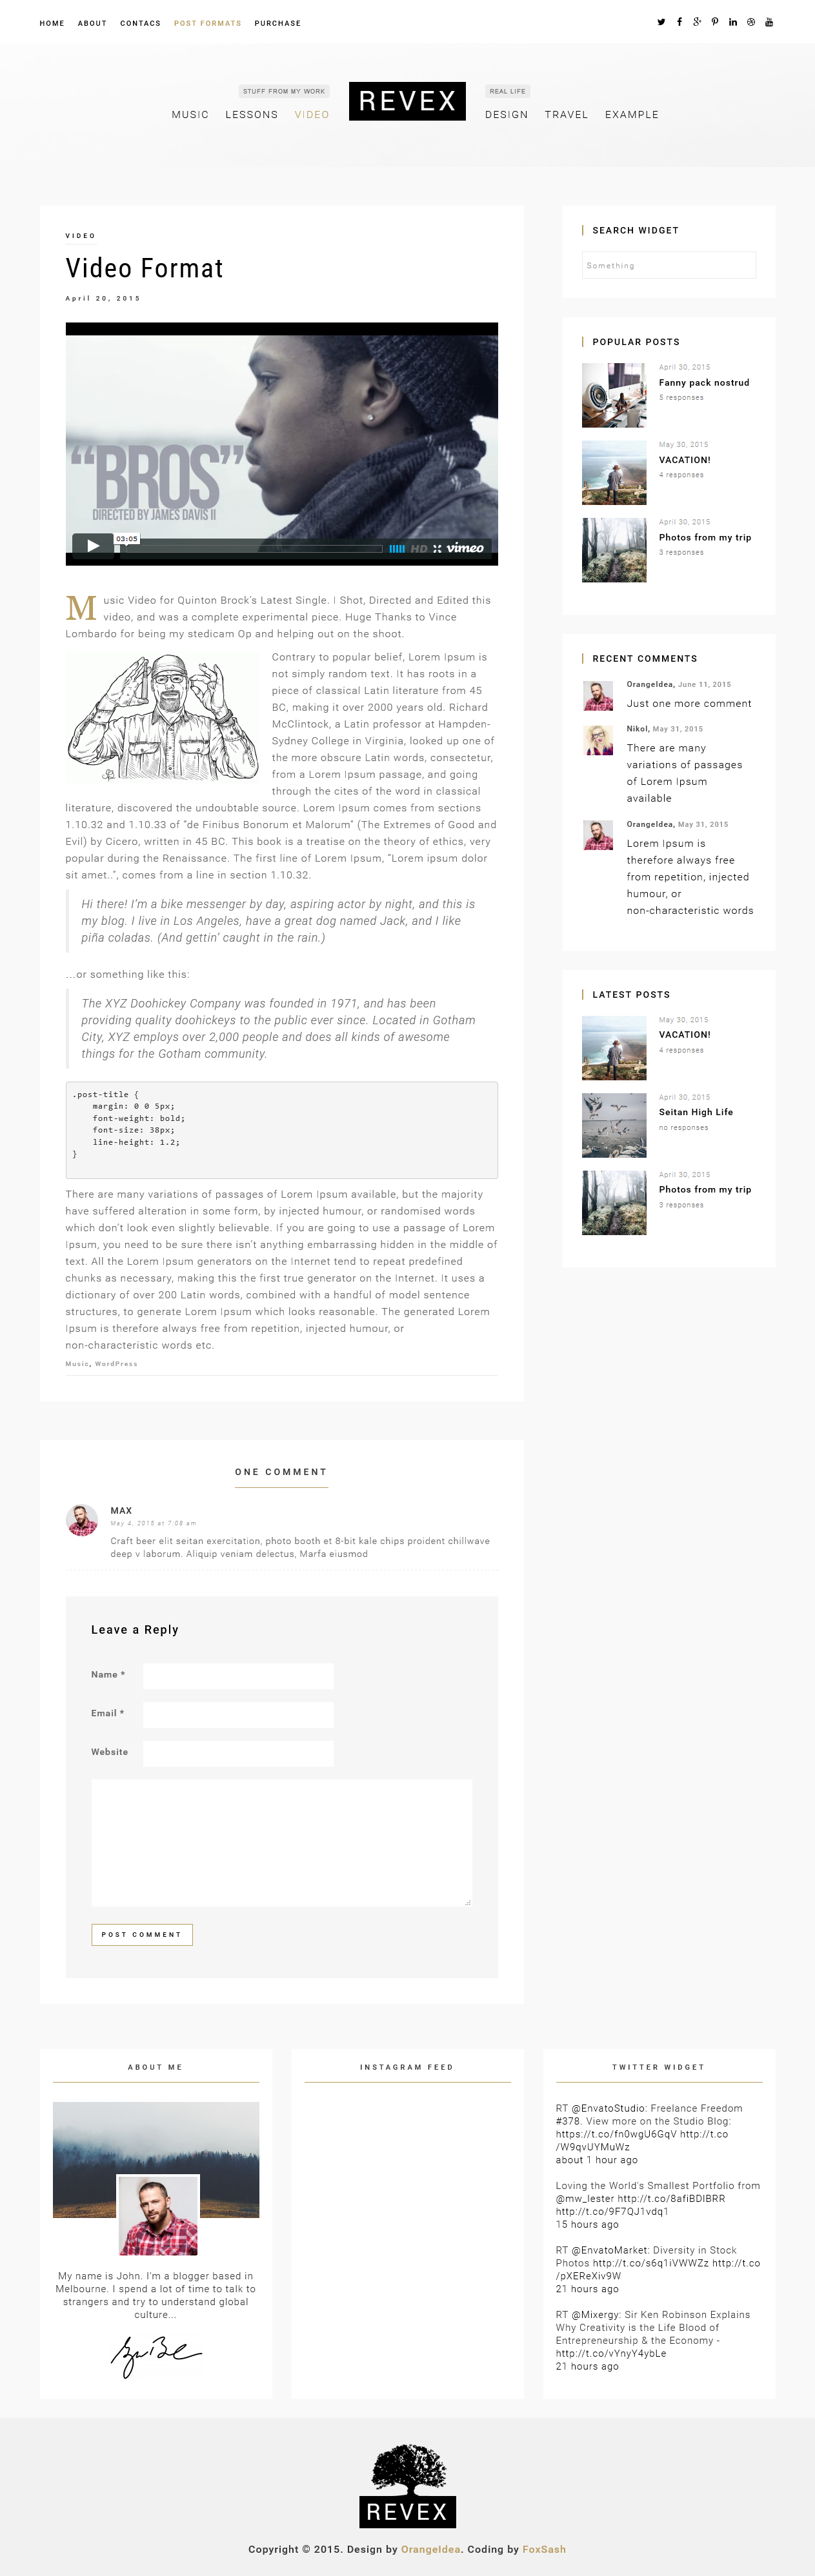 HOME ABOUT CONTACS POST FORMATS PURCHASE
STUFF FROM MY WORK
MUSIC LESSONS VIDEO
REVEX
REAL LIFE
DESIGN TRAVEL EXAMPLE
VIDEO
Video Format
April 20, 2015
“BROS”
DIRECTED BY JAMES DAVIS II
03:05
HD vimeo
Music Video for Quinton Brock's Latest Single. I Shot, Directed and Edited this
video, and was a complete experimental piece. Huge Thanks to Vince
Lombardo for being my stedicam Op and helping out on the shoot.
Contrary to popular belief, Lorem Ipsum is
not simply random text. It has roots in a
piece of classical Latin literature from 45
BC, making it over 2000 years old. Richard
McClintock, a Latin professor at Hampden-
Sydney College in Virginia, looked up one of
the more obscure Latin words, consectetur,
from a Lorem Ipsum passage, and going
through the cites of the word in classical
literature, discovered the undoubtable source. Lorem Ipsum comes from sections
1.10.32 and 1.10.33 of "de Finibus Bonorum et Malorum" (The Extremes of Good and
Evil) by Cicero, written in 45 BC. This book is a treatise on the theory of ethics, very
popular during the Renaissance. The first line of Lorem Ipsum, "Lorem ipsum dolor
sit amet..", comes from a line in section 1.10.32.
Hi there! I'm a bike messenger by day, aspiring actor by night, and this is
my blog. I live in Los Angeles, have a great dog named Jack, and I like
piña coladas. (And gettin' caught in the rain.)
...or something like this:
The XYZ Doohickey Company was founded in 1971, and has been
providing quality doohickeys to the public ever since. Located in Gotham
City, XYZ employs over 2,000 people and does all kinds of awesome
things for the Gotham community.
.post-title {
margin: 0 0 5px;
font-weight: bold;
font-size: 38px;
line-height: 1.2;
}
There are many variations of passages of Lorem Ipsum available, but the majority
have suffered alteration in some form, by injected humour, or randomised words
which don't look even slightly believable. If you are going to use a passage of Lorem
Ipsum, you need to be sure there isn't anything embarrassing hidden in the middle of
text. All the Lorem Ipsum generators on the Internet tend to repeat predefined
chunks as necessary, making this the first true generator on the Internet. It uses a
dictionary of over 200 Latin words, combined with a handful of model sentence
structures, to generate Lorem Ipsum which looks reasonable. The generated Lorem
Ipsum is therefore always free from repetition, injected humour, or
non-characteristic words etc.
Music, WordPress
ONE COMMENT
MAX
May 4, 2015 at 7:08 am
Craft beer elit seitan exercitation, photo booth et 8-bit kale chips proident chillwave
deep v laborum. Aliquip veniam delectus, Marfa eiusmod
Leave a Reply
Name *
Email *
Website
POST COMMENT
SEARCH WIDGET
Something
POPULAR POSTS
April 30, 2015
Fanny pack nostrud
5 responses
May 30, 2015
VACATION!
4 responses
April 30, 2015
Photos from my trip
3 responses
RECENT COMMENTS
OrangeIdea, June 11, 2015
Just one more comment
Nikol, May 31, 2015
There are many
variations of passages
of Lorem Ipsum
available
OrangeIdea, May 31, 2015
Lorem Ipsum is
therefore always free
from repetition, injected
humour, or
non-characteristic words
LATEST POSTS
May 30, 2015
VACATION!
4 responses
April 30, 2015
Seitan High Life
no responses
April 30, 2015
Photos from my trip
3 responses
ABOUT ME
My name is John. I'm a blogger based in
Melbourne. I spend a lot of time to talk to
strangers and try to understand global
culture...
INSTAGRAM FEED
TWITTER WIDGET
RT @EnvatoStudio: Freelance Freedom
#378. View more on the Studio Blog:
https://t.co/fn0wgU6GqV http://t.co
/W9qvUYMuWz
about 1 hour ago
Loving the World's Smallest Portfolio from
@mw_lester http://t.co/8afiBDIBRR
http://t.co/9F7QJ1vdq1
15 hours ago
RT @EnvatoMarket: Diversity in Stock
Photos http://t.co/s6q1iVWWZz http://t.co
/pXEReXiv9W
21 hours ago
RT @Mixergy: Sir Ken Robinson Explains
Why Creativity is the Life Blood of
Entrepreneurship & the Economy -
http://t.co/vYnyY4ybLe
21 hours ago
REVEX
Copyright © 2015. Design by OrangeIdea. Coding by FoxSash